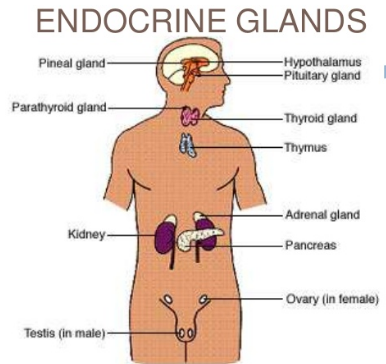 ENDOCRINE GLANDS
Pineal gland
Hypothalamus
Pituitary gland
Parathyroid gland
Thyroid gland
Thymus
Adrenal gland
Kidney
Pancreas
Ovary (in female)
Testis (in male)